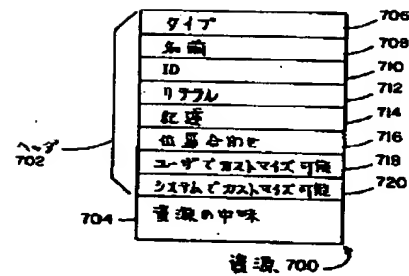 タイプ 706
名前 708
ID 710
リテラル 712
記述 714
位置合わせ 716
ユーザでカストマイズ可能 718
システムでカストマイズ可能 720
ヘッダ
702
704 資源の中味
資源 700